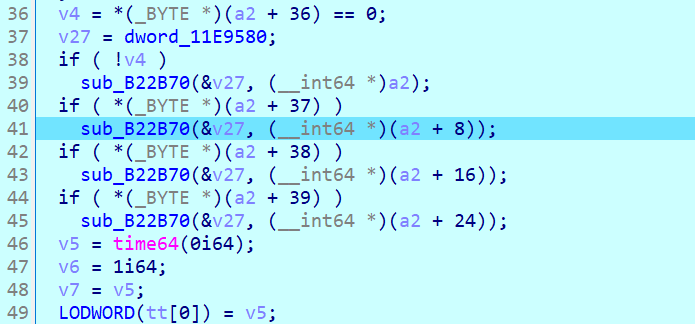 36 v4 = *(_BYTE *)(a2 + 36) == 0;
37 v27 = dword_11E9580;
38 if ( !v4 )
39 sub_B22B70(&v27, (__int64 *)a2);
40 if ( *(_BYTE *)(a2 + 37) )
41 sub_B22B70(&v27, (__int64 *)(a2 + 8));
42 if ( *(_BYTE *)(a2 + 38) )
43 sub_B22B70(&v27, (__int64 *)(a2 + 16));
44 if ( *(_BYTE *)(a2 + 39) )
45 sub_B22B70(&v27, (__int64 *)(a2 + 24));
46 v5 = time64(0i64);
47 v6 = 1i64;
48 v7 = v5;
49 LODWORD(tt[0]) = v5;